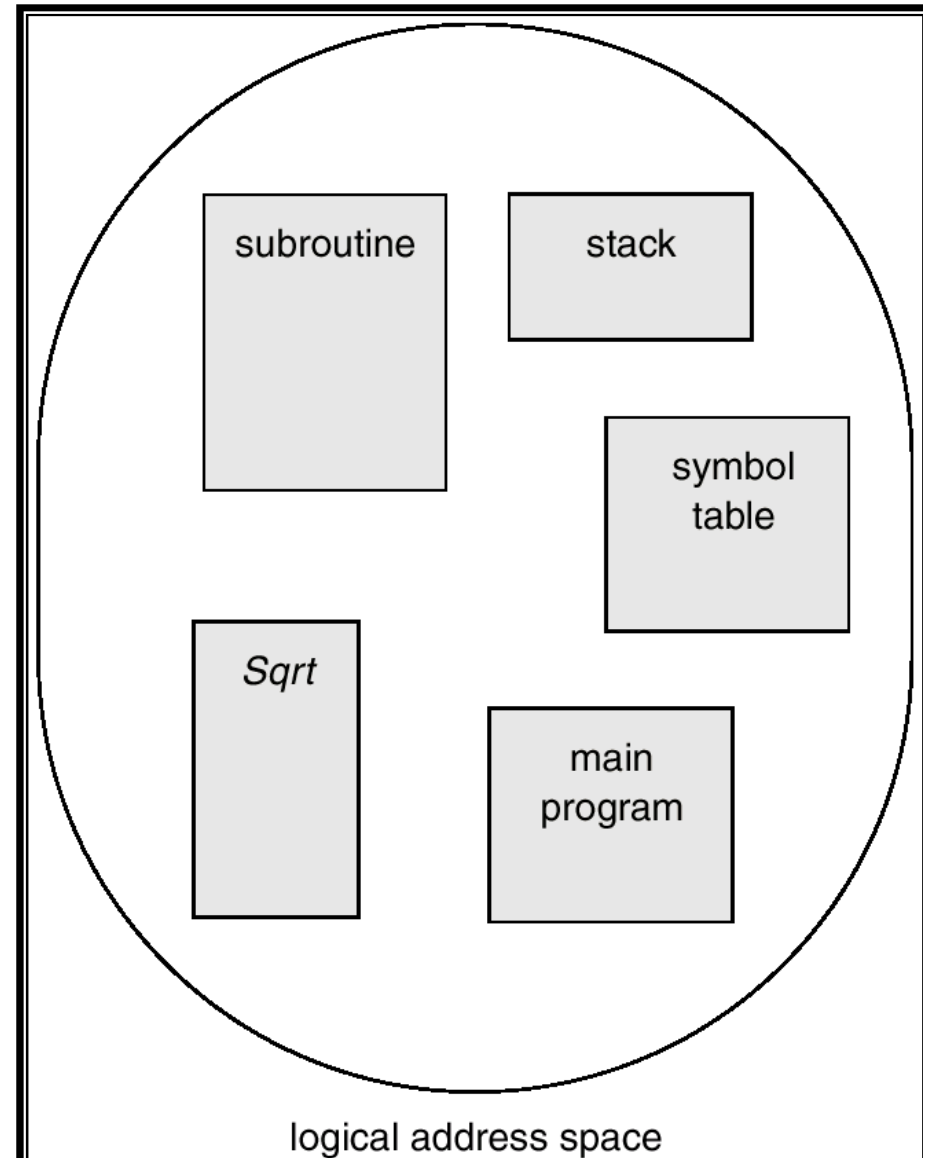 subroutine
stack
symbol
table
Sqrt
main
program
logical address space